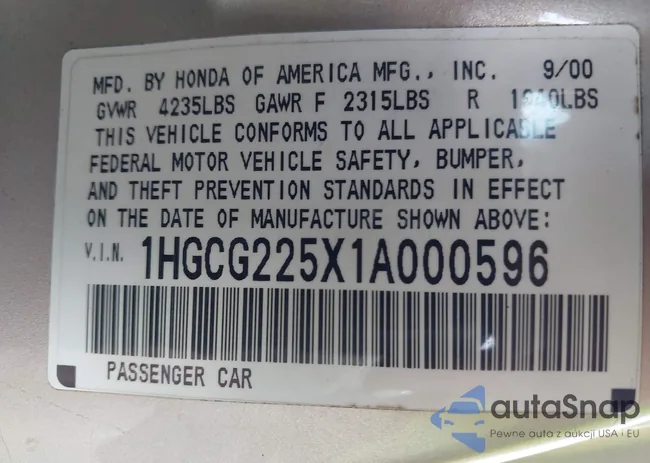 MFD. BY HONDA OF AMERICA MFG., INC. 9/00
GVWR 4235LBS GAWR F 2315LBS R
THIS VEHICLE CONFORMS TO ALL APPLICABLE
FEDERAL MOTOR VEHICLE SAFETY, BUMPER,
AND THEFT PREVENTION STANDARDS IN EFFECT
ON THE DATE OF MANUFACTURE SHOWN ABOVE:
V.I.N. 1HGCG225X1A000596
PASSENGER CAR
autaSnap
Pewne auta z aukcji USA i EU